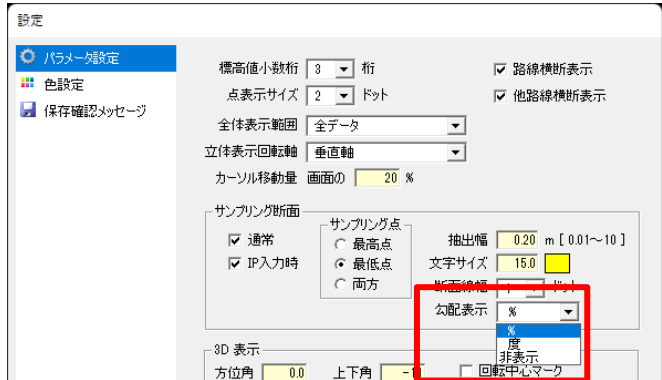 設定
パラメータ設定
色設定
保存確認メッセージ
標高値小数桁 3 桁
路線横断表示
点表示サイズ 2 ドット
他路線横断表示
全体表示範囲 全データ
立体表示回転軸 垂直軸
カーソル移動量 画面の 20 %
サンプリング断面
サンプリング点
通常
最高点
抽出幅 0.20 m [ 0.01～10 ]
IP入力時
最低点
文字サイズ 15.0
両方
断面線幅 ドット
勾配表示 %
%
度
非表示
3D 表示
方位角 0.0 上下角
回転中心マーク